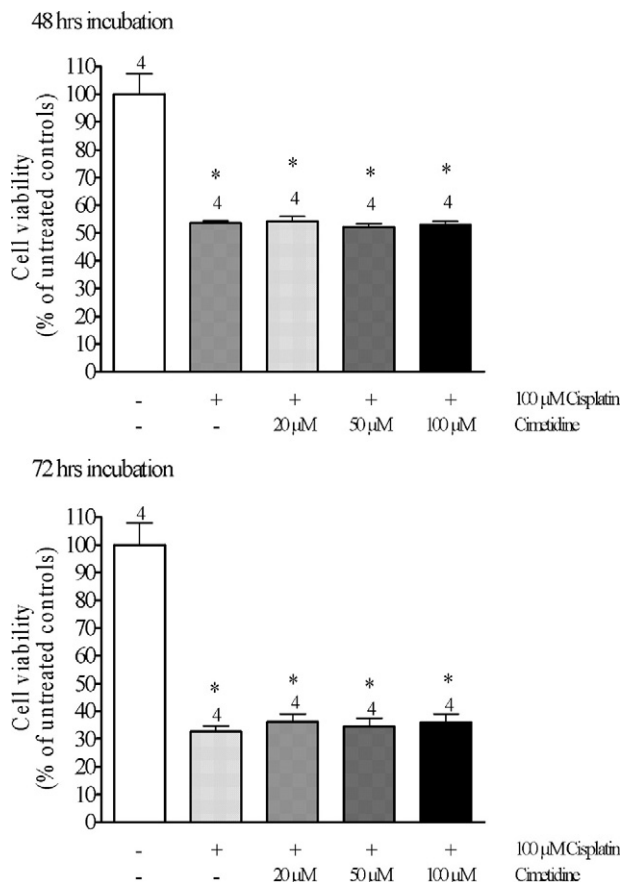 48 hrs incubation
Cell viability
(% of untreated controls)
110
100
90
80
70
60
50
40
30
20
10
0
4
* * * *
4 4 4 4
- + + + + 100 μM Cisplatin
- - 20 μM 50 μM 100 μM Cimetidine
72 hrs incubation
Cell viability
(% of untreated controls)
110
100
90
80
70
60
50
40
30
20
10
0
4
* * * *
4 4 4 4
- + + + + 100 μM Cisplatin
- - 20 μM 50 μM 100 μM Cimetidine